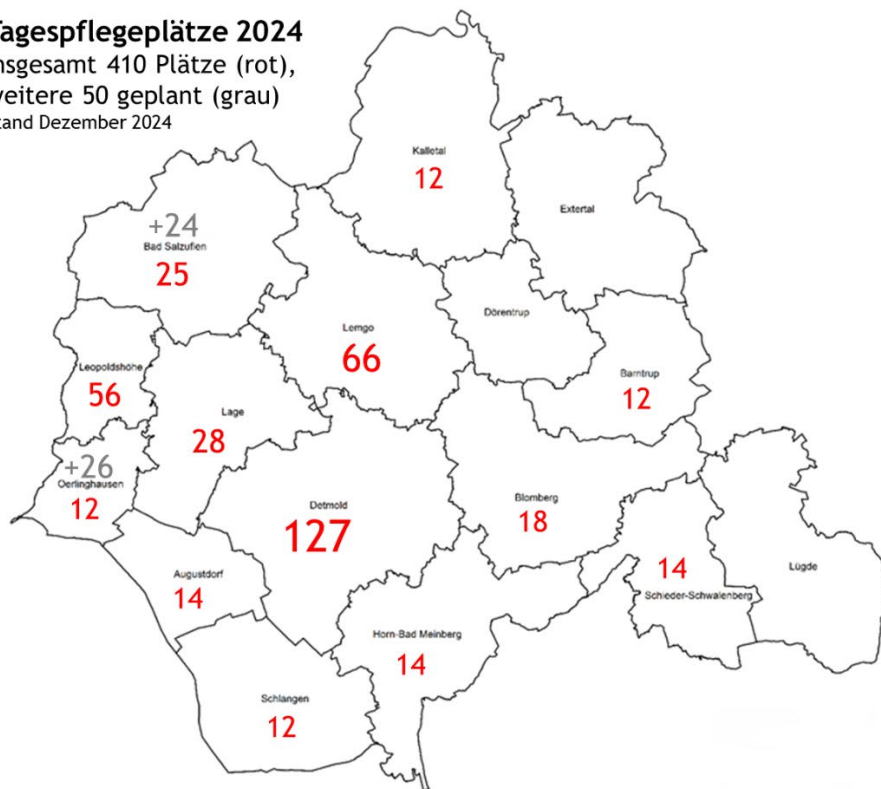 Tagespflegeplätze 2024
nsgesamt 410 Plätze (rot),
weitere 50 geplant (grau)
tand Dezember 2024
Kalletal
12
Extertal
+24
Bad Salzuflen
25
Dörentrup
Lemgo
66
Leopoldshöhe
56
Barntrup
12
Lage
28
+26
Oerlinghausen
12
Detmold
127
Blomberg
18
Augustdorf
14
14
Schieder-Schwalenberg
Lügde
Horn-Bad Meinberg
14
Schlangen
12